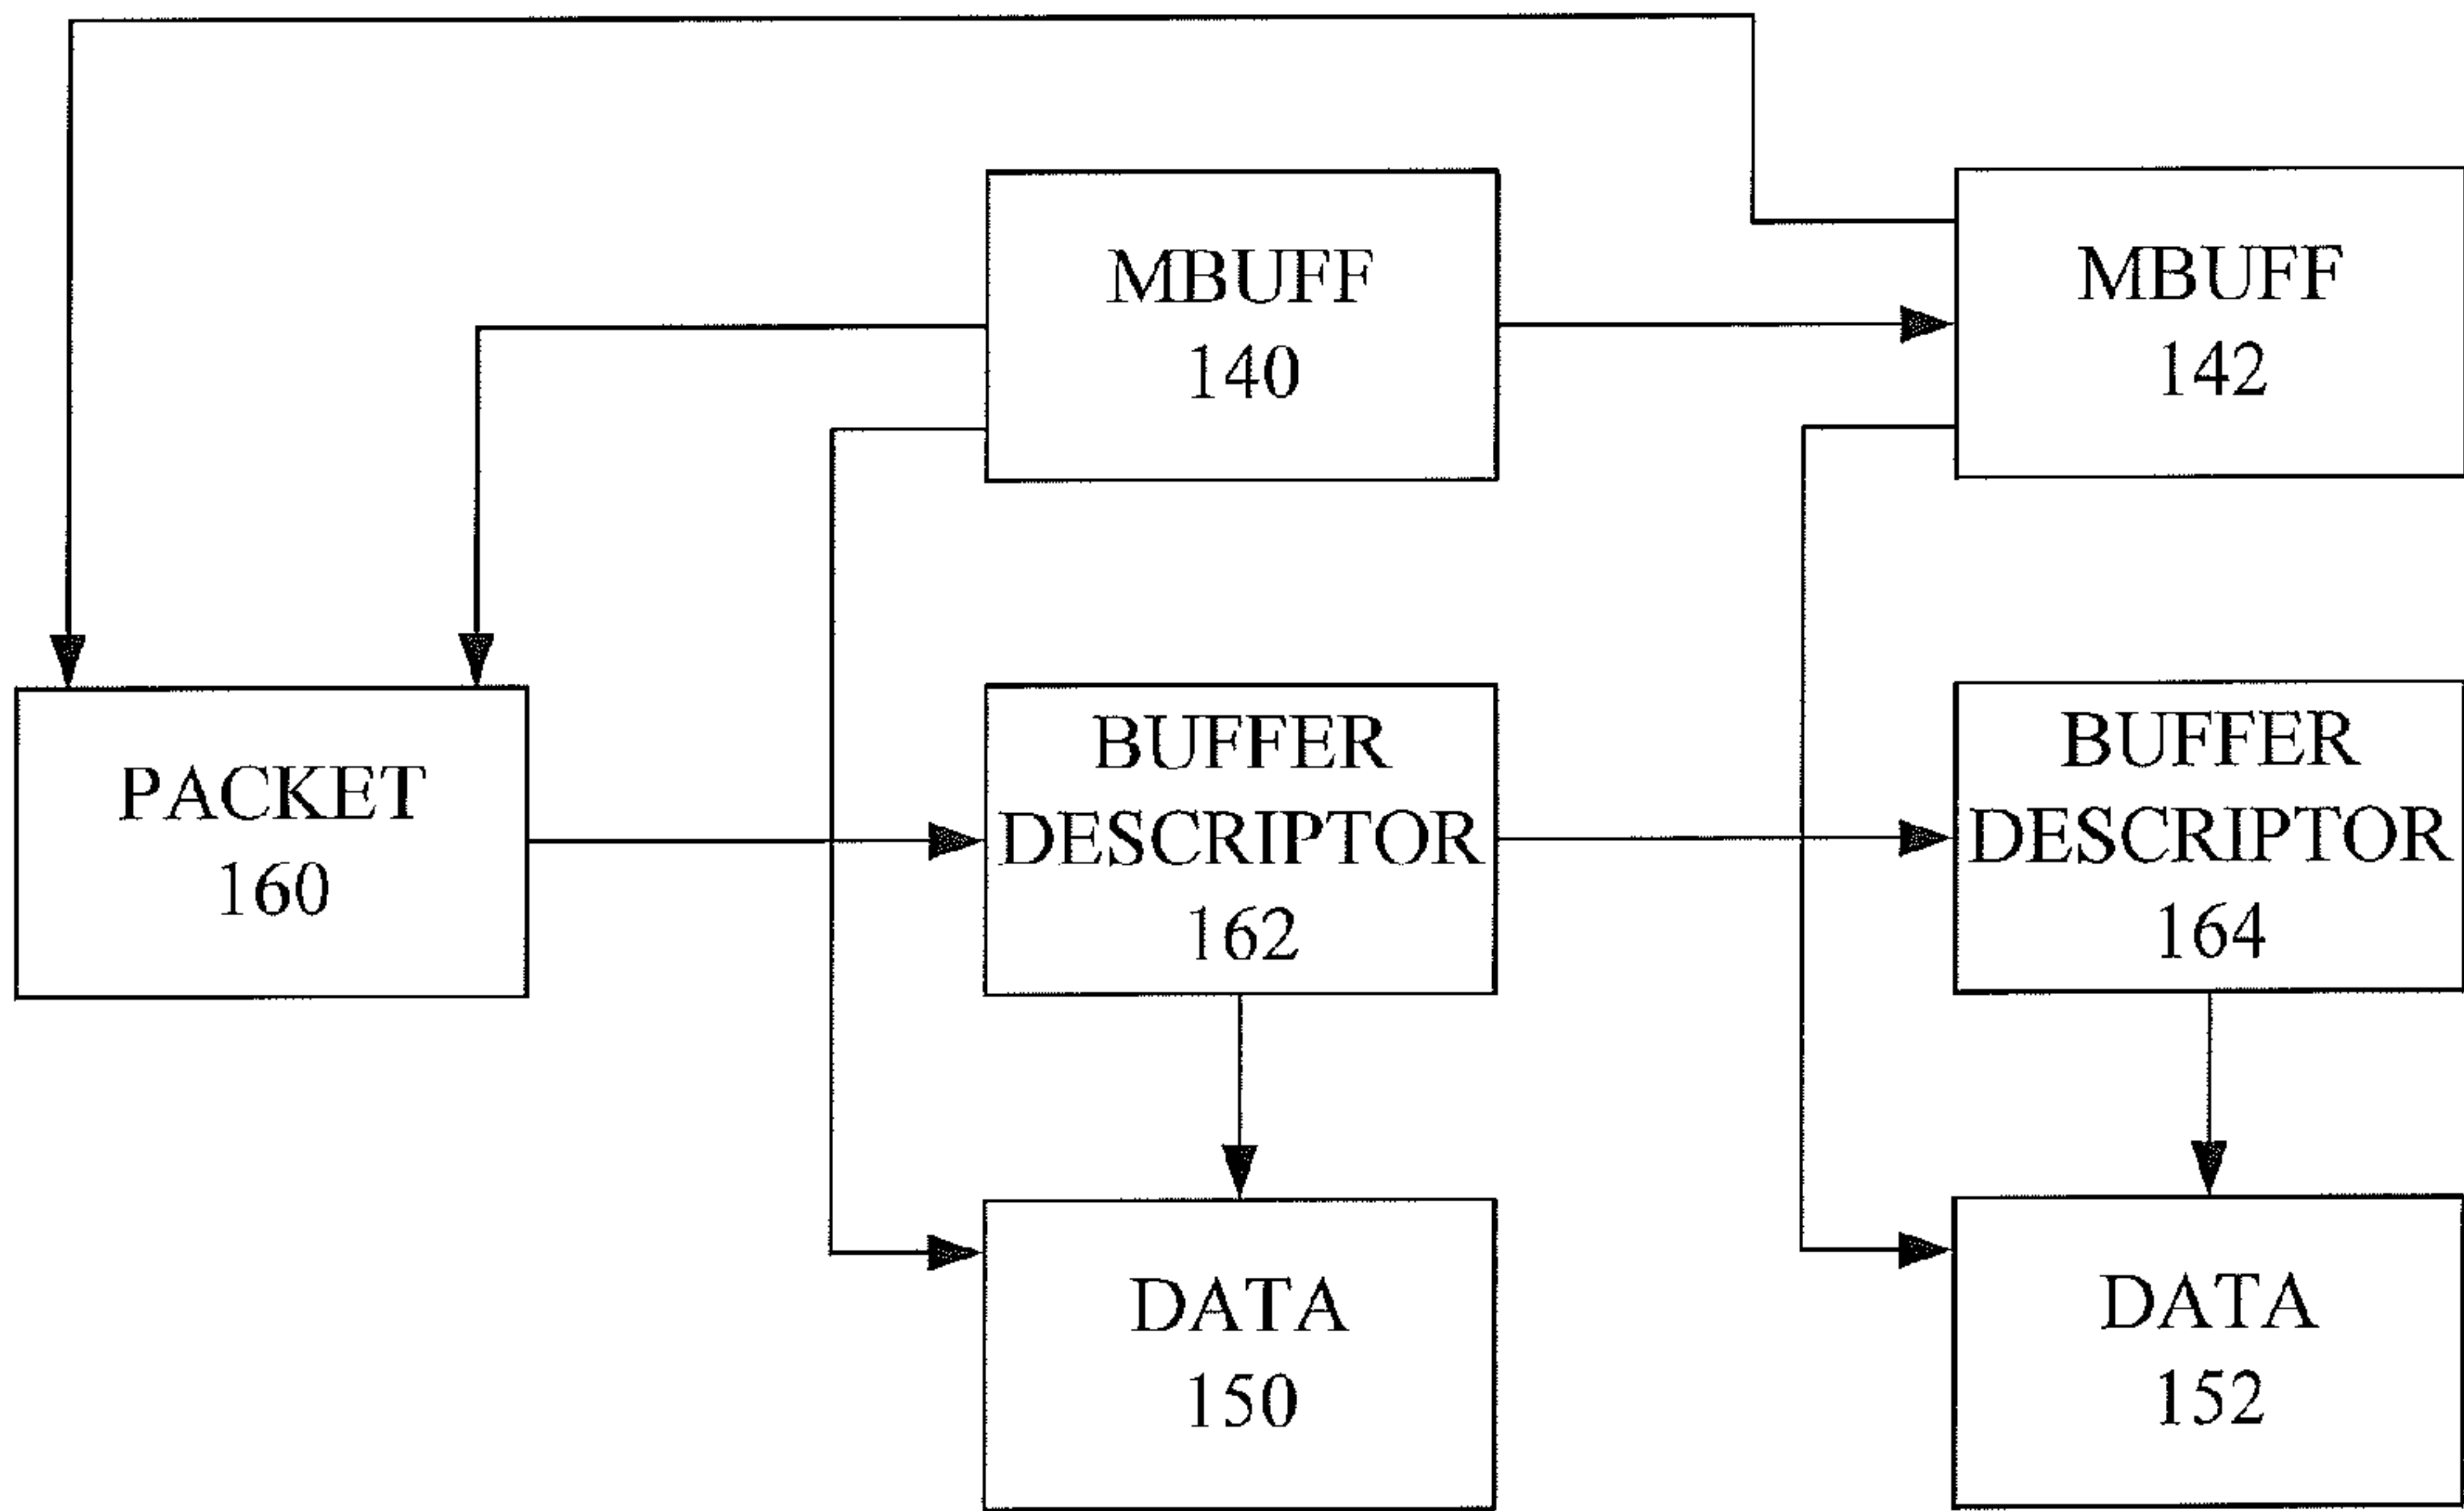 MBUFF
140
MBUFF
142
PACKET
160
BUFFER
DESCRIPTOR
162
BUFFER
DESCRIPTOR
164
DATA
150
DATA
152